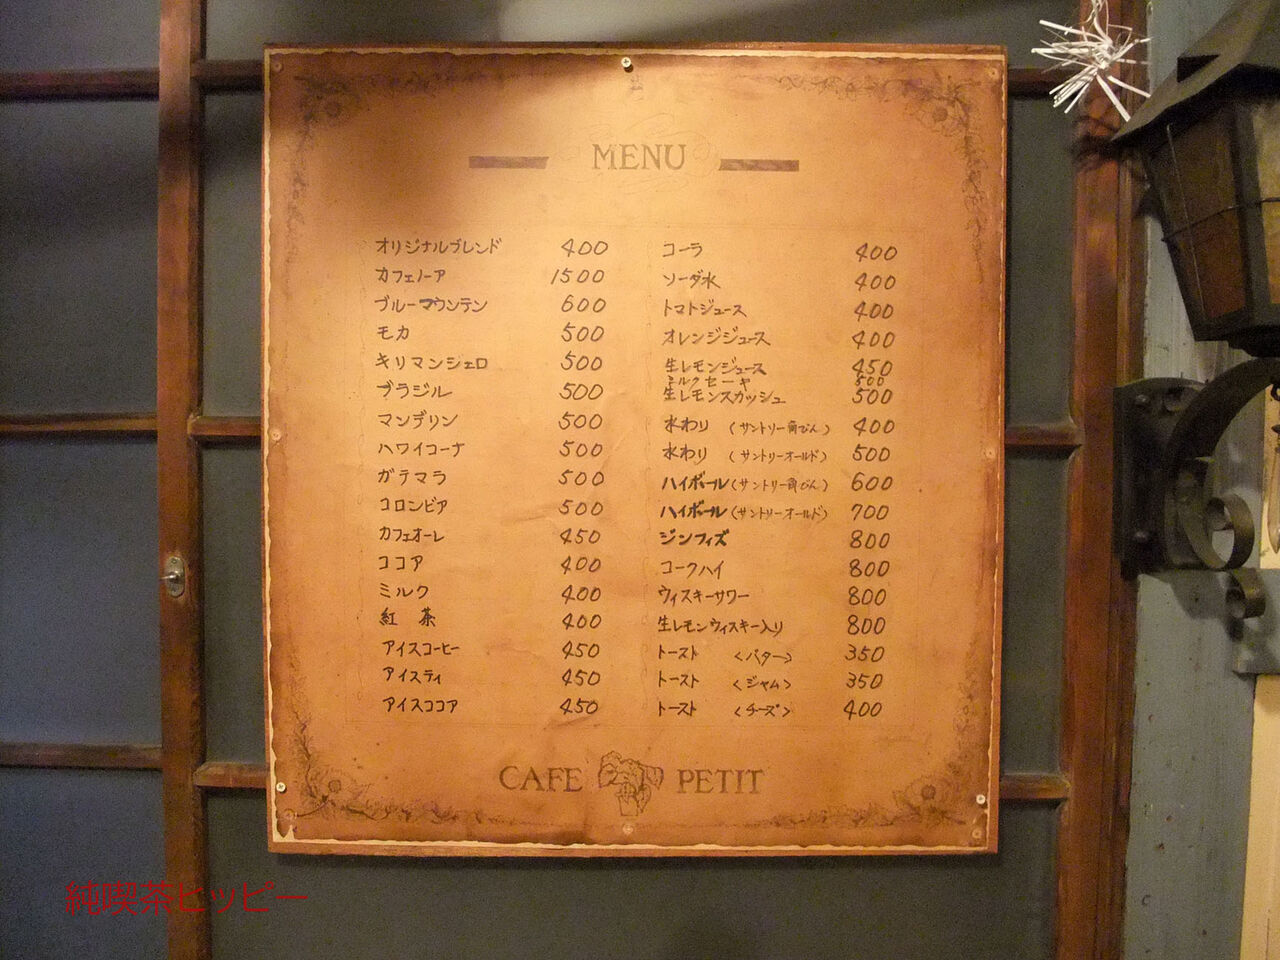 MENU
オリジナルブレンド 400
カフェノーア 1500
ブルーマウンテン 600
モカ 500
キリマンジェロ 500
ブラジル 500
マンデリン 500
ハワイコーナ 500
ガテマラ 500
コロンビア 500
カフェオーレ 450
ココア 400
ミルク 400
紅茶 400
アイスコーヒー 450
アイスティ 450
アイスココア 450
コーラ 400
ソーダ水 400
トマトジュース 400
オレンジジュース 400
生レモンジュース 450
ミルクセーキ 500
生レモンスカッシュ 500
水わり (サントリー角びん) 400
水わり (サントリーオールド) 500
ハイボール (サントリー角びん) 600
ハイボール (サントリーオールド) 700
ジンフィズ 800
コークハイ 800
ウィスキーサワー 800
生レモンウィスキー入り 800
トースト <バター> 350
トースト <ジャム> 350
トースト <チーズ> 400
CAFE PETIT
純喫茶ヒッピー